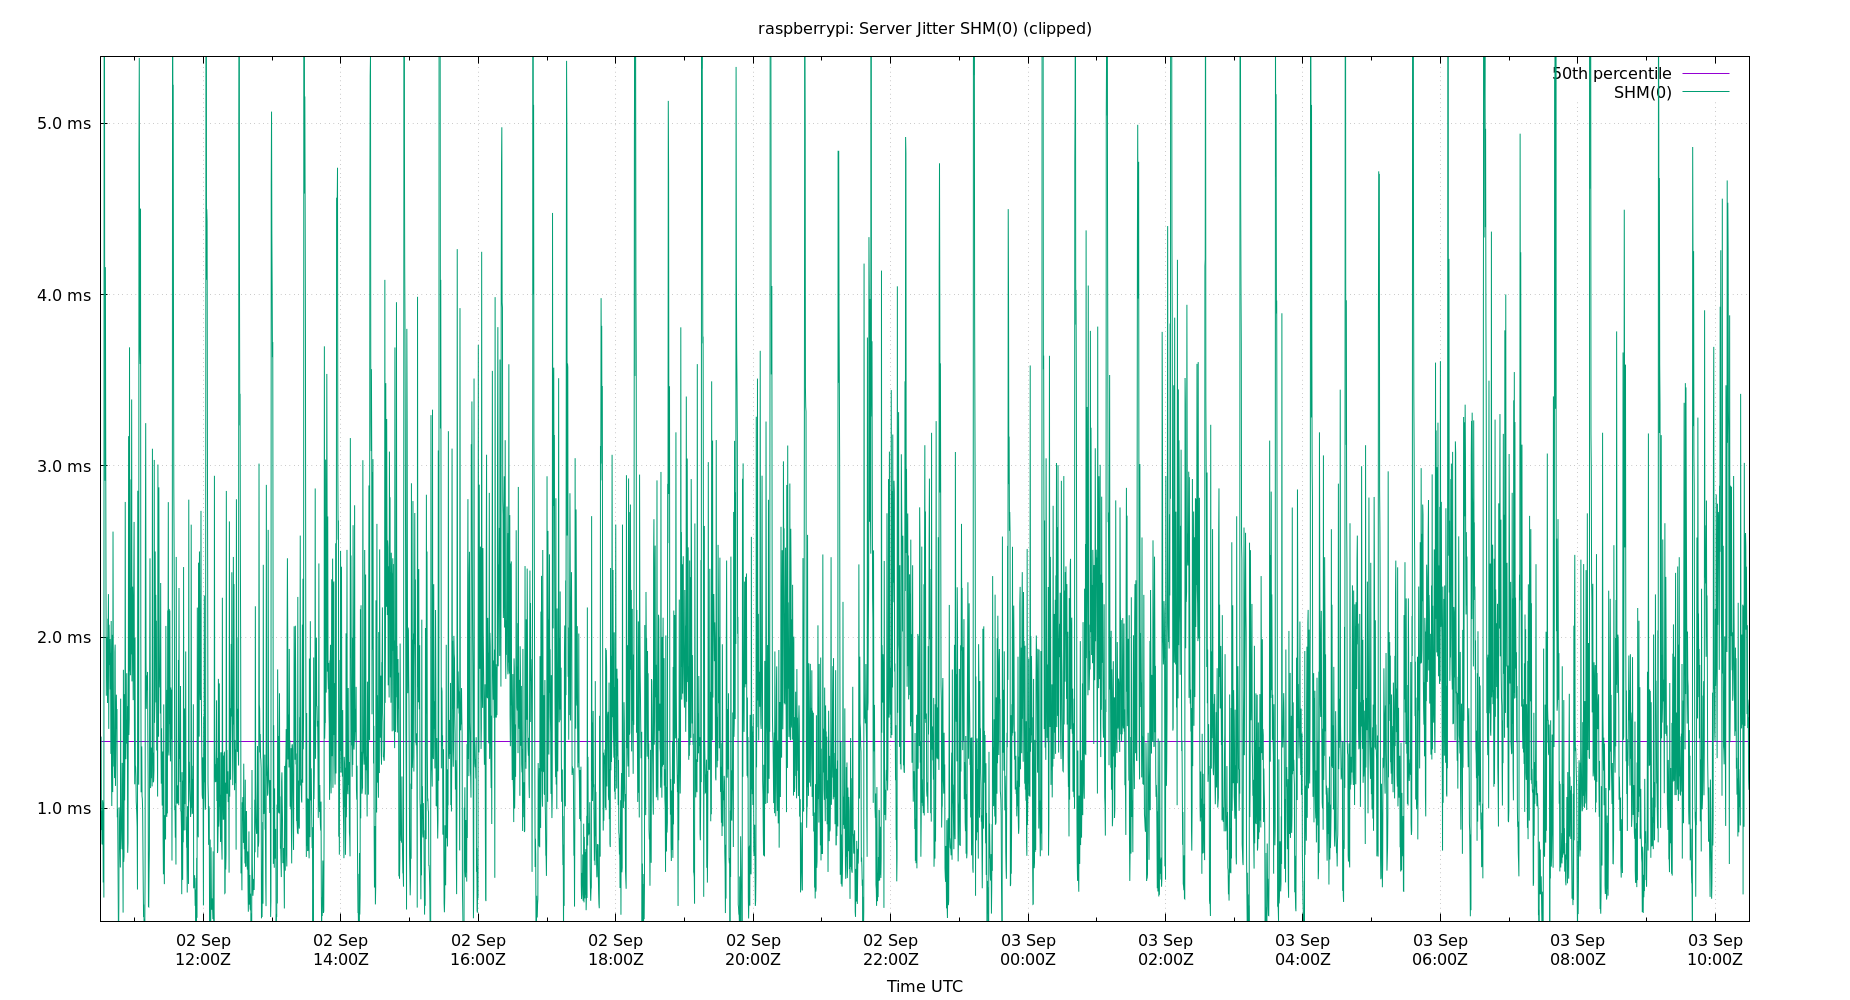 raspberrypi: Server Jitter SHM(0) (clipped)
50th percentile
SHM(0)
5.0 ms
4.0 ms
3.0 ms
2.0 ms
1.0 ms
02 Sep 02 Sep 02 Sep 02 Sep 02 Sep 02 Sep 03 Sep 03 Sep 03 Sep 03 Sep 03 Sep 03 Sep
12:00Z 14:00Z 16:00Z 18:00Z 20:00Z 22:00Z 00:00Z 02:00Z 04:00Z 06:00Z 08:00Z 10:00Z
Time UTC